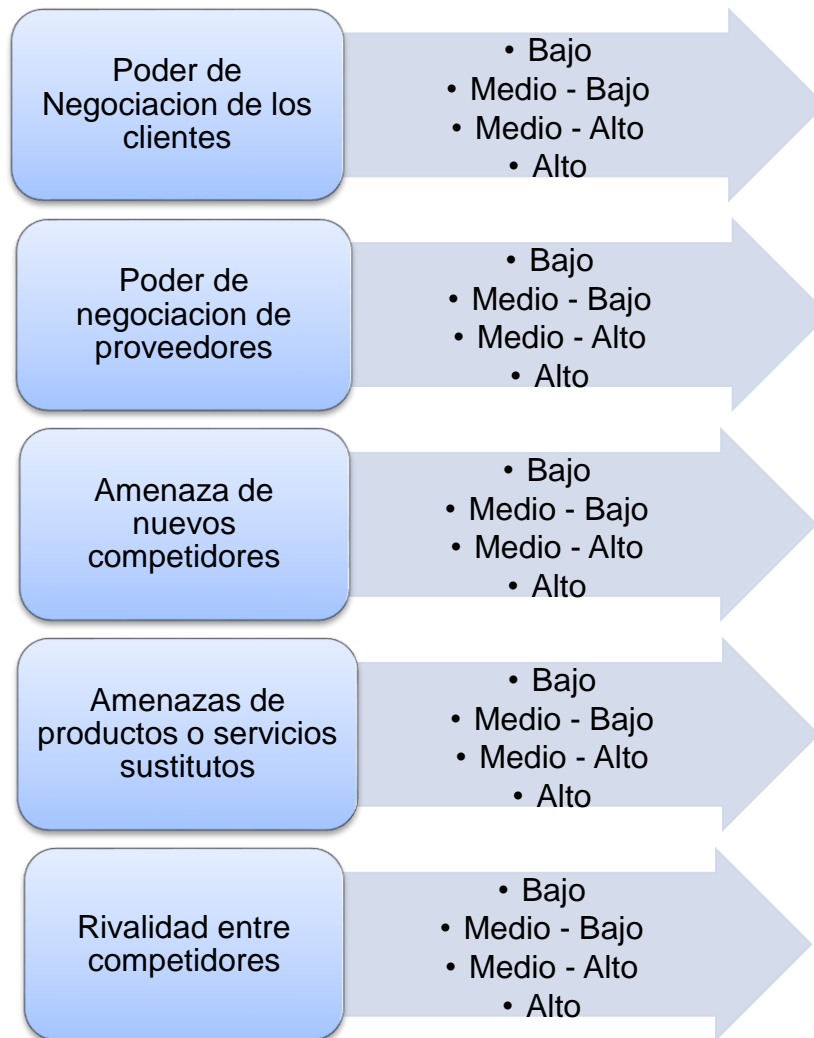 Poder de
Negociacion de los
clientes
• Bajo
• Medio - Bajo
• Medio - Alto
• Alto
Poder de
negociacion de
proveedores
• Bajo
• Medio - Bajo
• Medio - Alto
• Alto
Amenaza de
nuevos
competidores
• Bajo
• Medio - Bajo
• Medio - Alto
• Alto
Amenazas de
productos o servicios
sustitutos
• Bajo
• Medio - Bajo
• Medio - Alto
• Alto
Rivalidad entre
competidores
• Bajo
• Medio - Bajo
• Medio - Alto
• Alto